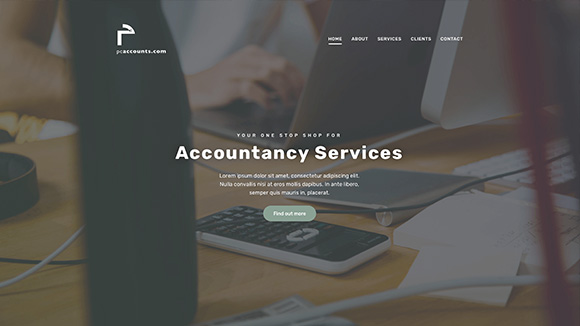 pcaccounts.com
HOME ABOUT SERVICES CLIENTS CONTACT
YOUR ONE STOP SHOP FOR
Accountancy Services
Lorem ipsum dolor sit amet, consectetur adipiscing elit.
Nulla convallis nisi at eros mollis dapibus. In ante libero,
semper quis mauris in, placerat.
Find out more